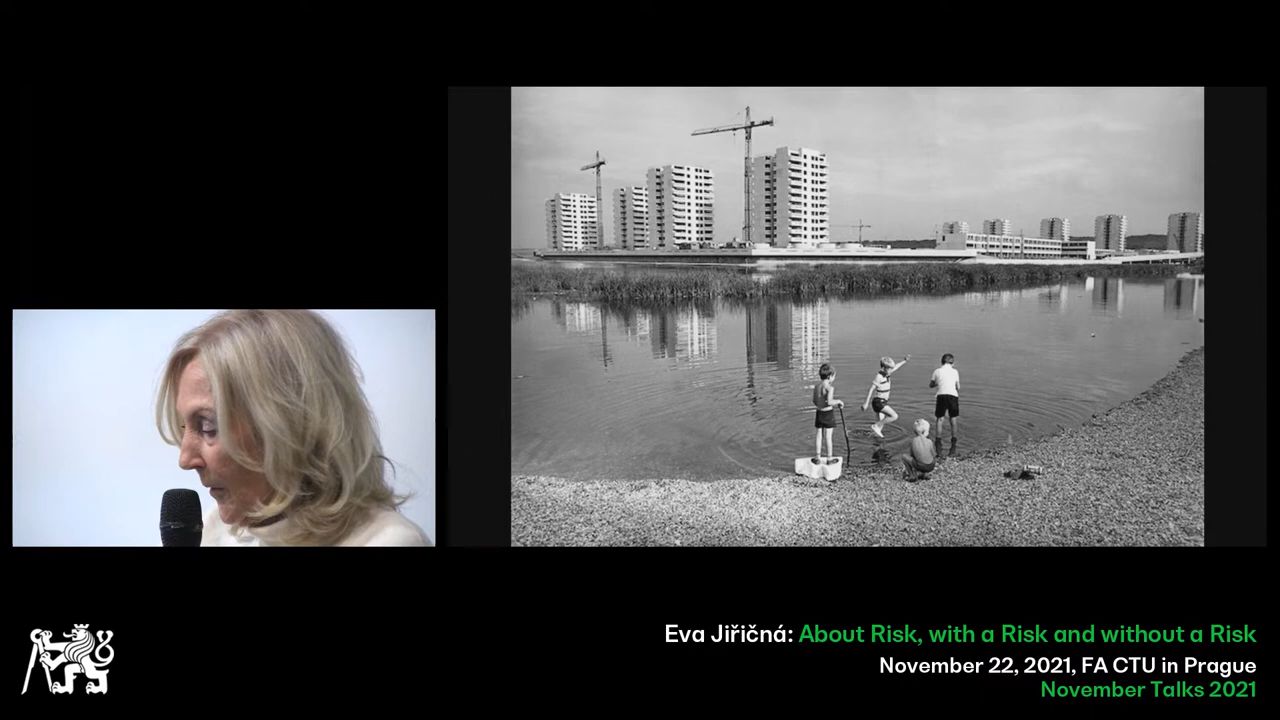 Eva Jiřičná: About Risk, with a Risk and without a Risk
November 22, 2021, FA CTU in Prague
November Talks 2021